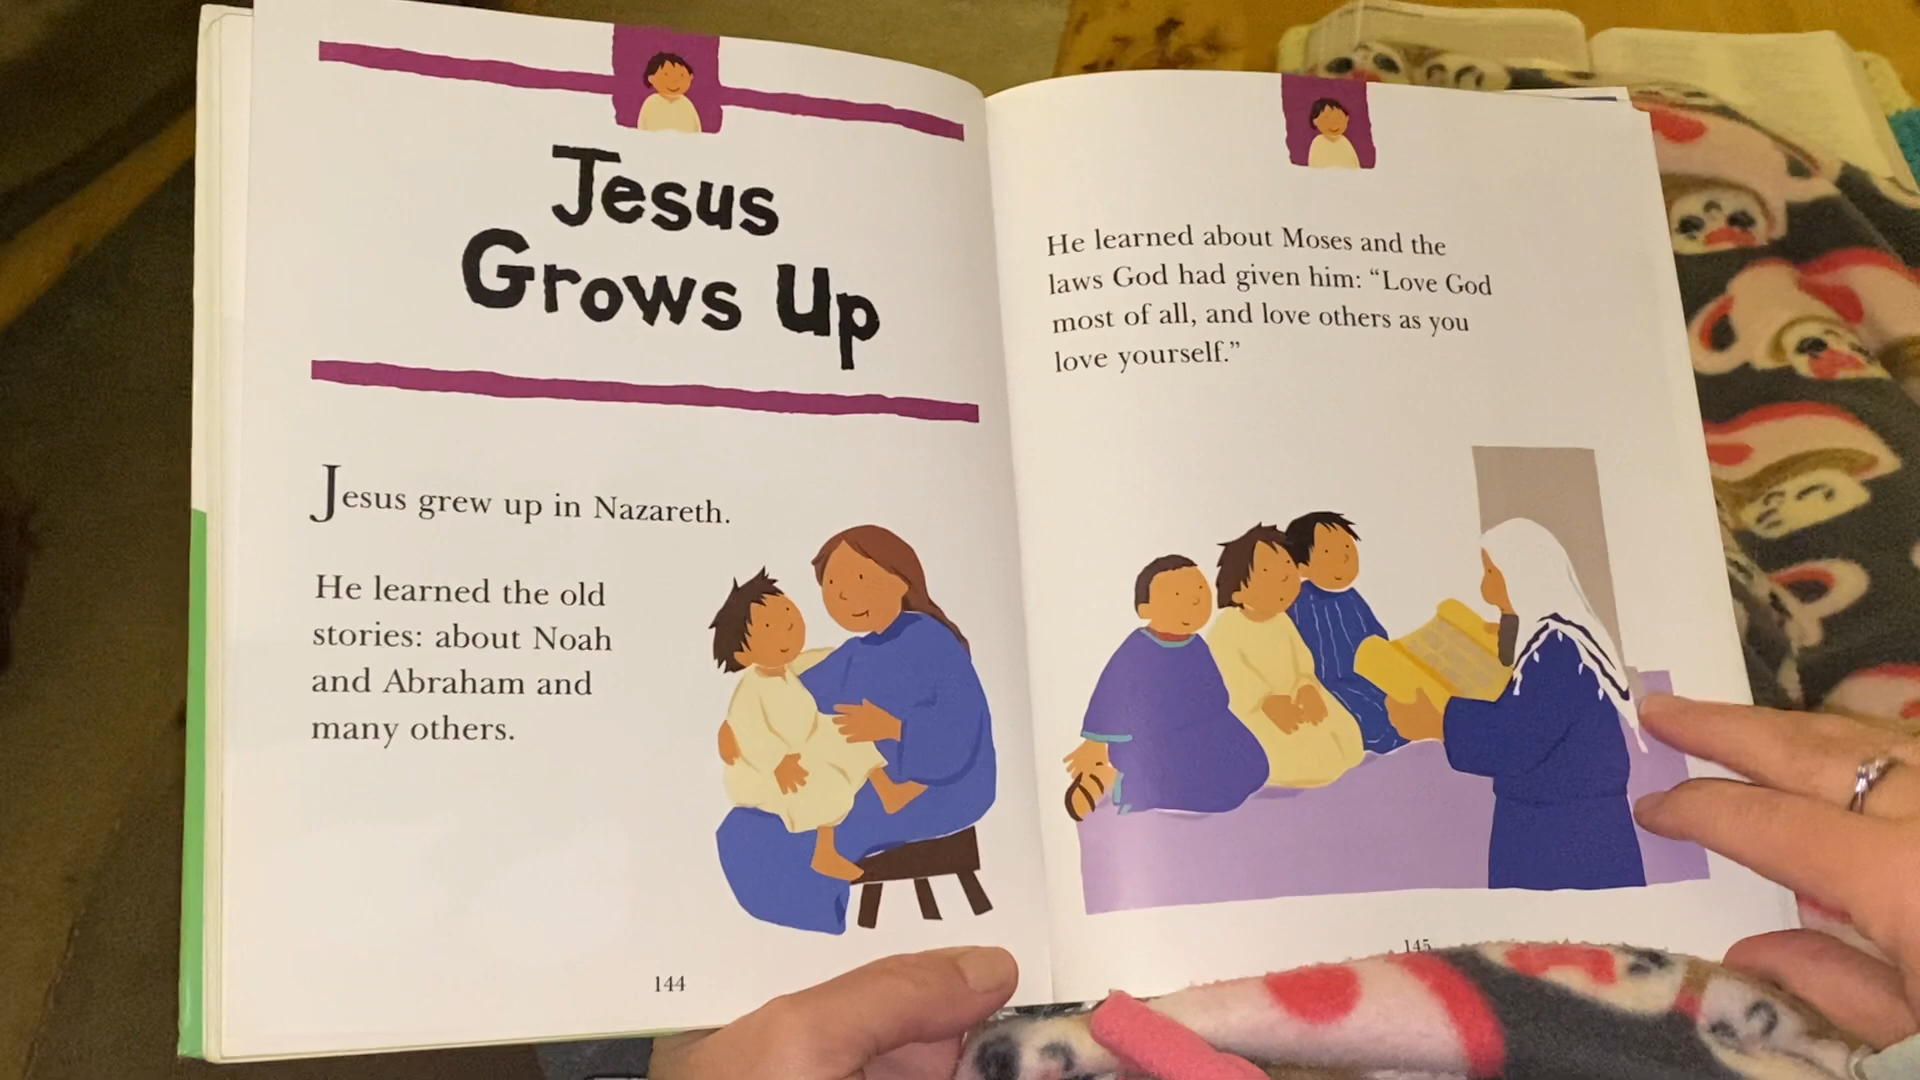 Jesus
Grows Up
Jesus grew up in Nazareth.
He learned the old
stories: about Noah
and Abraham and
many others.
144
He learned about Moses and the
laws God had given him: “Love God
most of all, and love others as you
love yourself.”
145